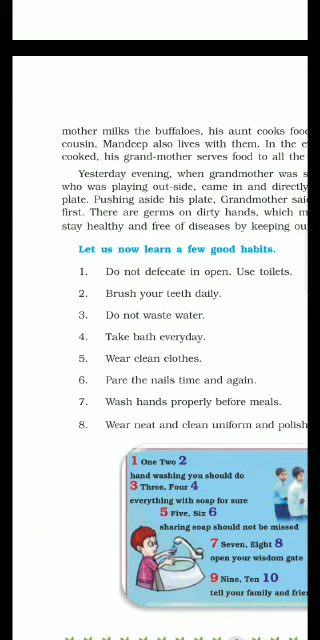 mother milks the buffaloes, his aunt cooks
cousin, Mandeep also lives with them. In the
cooked, his grand-mother serves food to all the
Yesterday evening, when grandmother was
who was playing out-side, came in and directly
plate. Pushing aside his plate, Grandmother
first. There are germs on dirty hands, which
stay healthy and free of diseases by keeping
Let us now learn a few good habits.
1. Do not defecate in open. Use toilets.
2. Brush your teeth daily.
3. Do not waste water.
4. Take bath everyday.
5. Wear clean clothes.
6. Pare the nails time and again.
7. Wash hands properly before meals.
8. Wear neat and clean uniform and polish
1 One Two 2
hand washing you should do
3 Three, Four 4
everything with soap for sure
5 Five, Six 6
sharing soap should not be missed
7 Seven, Eight 8
open your wisdom gate
9 Nine, Ten 10
tell your family and